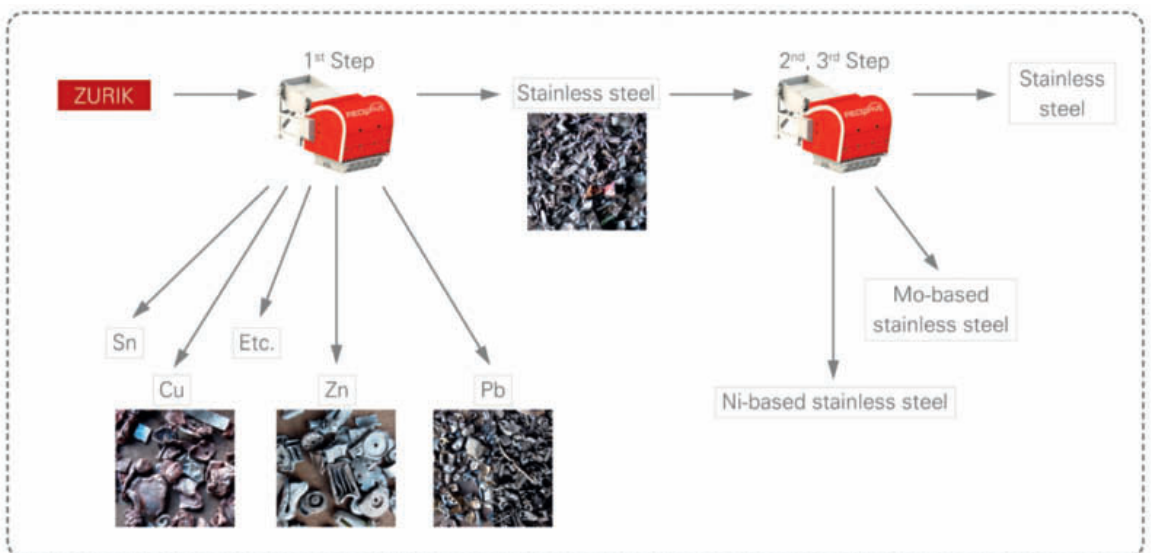 1st Step
2nd, 3rd Step
ZURIK
Stainless steel
Stainless
steel
Mo-based
stainless steel
Sn
Etc.
Cu
Zn
Pb
Ni-based stainless steel